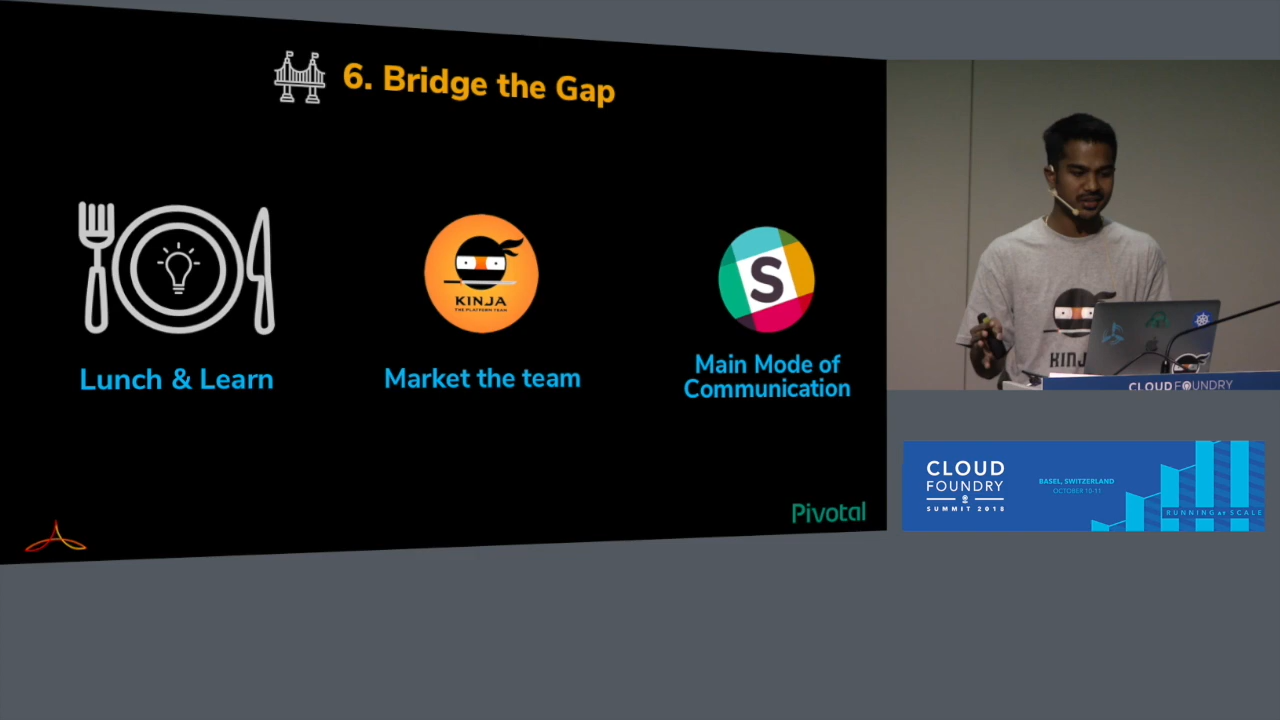 6. Bridge the Gap
S
KINJA
THE PLATFORM TEAM
Lunch & Learn
Market the team
Main Mode of
Communication
Pivotal
KINJ
CLOUD FOUNDRY
CLOUD
FOUNDRY
SUMMIT 2018
BASEL, SWITZERLAND
OCTOBER 10-11
RUNNING AT SCALE